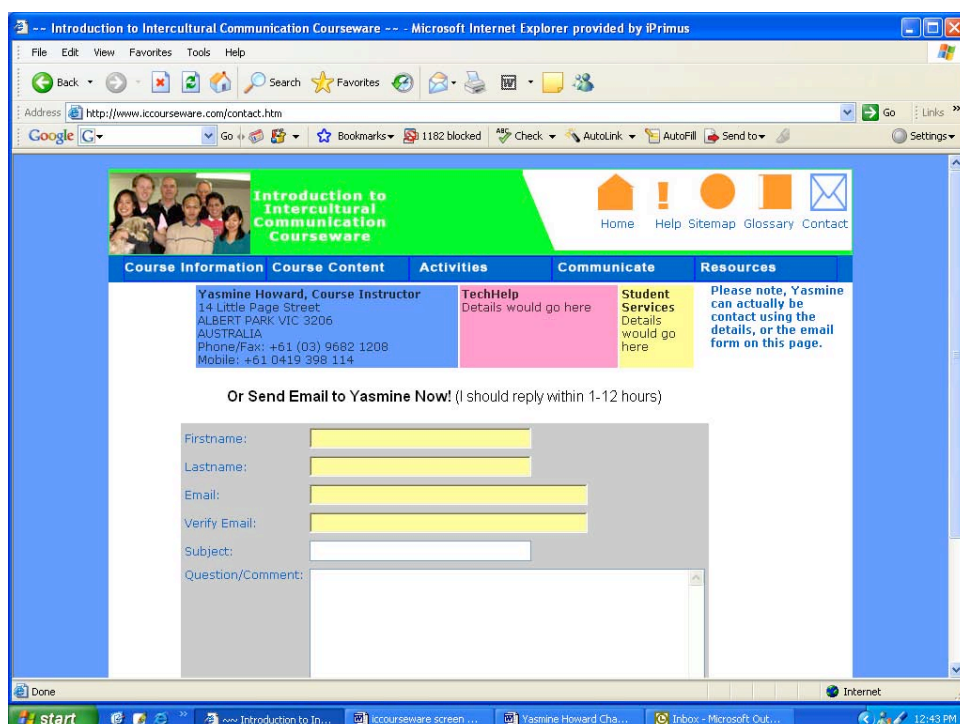 ~~ Introduction to Intercultural Communication Courseware ~~ - Microsoft Internet Explorer provided by iPrimus
File Edit View Favorites Tools Help
Back Search Favorites
Address http://www.iccourseware.com/contact.htm Go Links »
Google G Go Bookmarks 1182 blocked ABC Check AutoLink AutoFill Send to Settings
Introduction to
Intercultural
Communication
Courseware
Home Help Sitemap Glossary Contact
Course Information Course Content Activities Communicate Resources
Yasmine Howard, Course Instructor
14 Little Page Street
ALBERT PARK VIC 3206
AUSTRALIA
Phone/Fax: +61 (03) 9682 1208
Mobile: +61 0419 398 114
TechHelp
Details would go here
Student
Services
Details
would go
here
Please note, Yasmine
can actually be
contact using the
details, or the email
form on this page.
Or Send Email to Yasmine Now! (I should reply within 1-12 hours)
Firstname:
Lastname:
Email:
Verify Email:
Subject:
Question/Comment:
Done Internet
start » ~~ Introduction to In... iccourseware screen ... Yasmine Howard Cha... Inbox - Microsoft Out... 12:43 PM